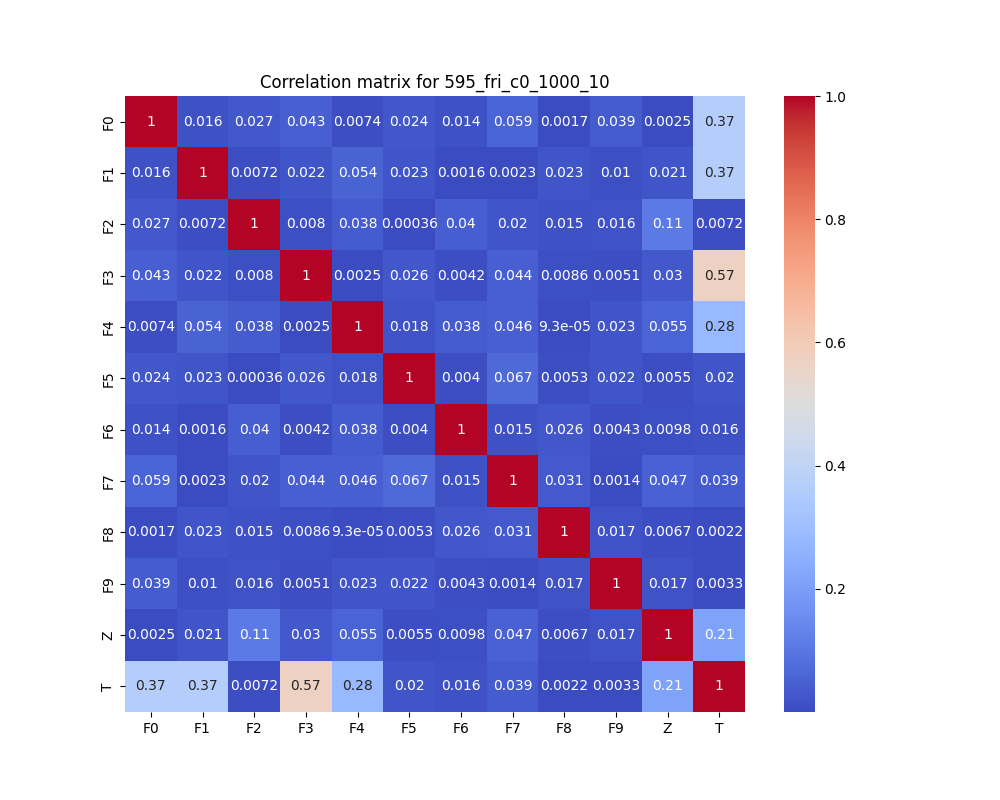 Correlation matrix for 595_fri_c0_1000_10
F0 1 0.016 0.027 0.043 0.0074 0.024 0.014 0.059 0.0017 0.039 0.0025 0.37
F1 0.016 1 0.0072 0.022 0.054 0.023 0.0016 0.0023 0.023 0.01 0.021 0.37
F2 0.027 0.0072 1 0.008 0.038 0.00036 0.04 0.02 0.015 0.016 0.11 0.0072
F3 0.043 0.022 0.008 1 0.0025 0.026 0.0042 0.044 0.0086 0.0051 0.03 0.57
F4 0.0074 0.054 0.038 0.0025 1 0.018 0.038 0.046 9.3e-05 0.023 0.055 0.28
F5 0.024 0.023 0.00036 0.026 0.018 1 0.004 0.067 0.0053 0.022 0.0055 0.02
F6 0.014 0.0016 0.04 0.0042 0.038 0.004 1 0.015 0.026 0.0043 0.0098 0.016
F7 0.059 0.0023 0.02 0.044 0.046 0.067 0.015 1 0.031 0.0014 0.047 0.039
F8 0.0017 0.023 0.015 0.0086 9.3e-05 0.0053 0.026 0.031 1 0.017 0.0067 0.0022
F9 0.039 0.01 0.016 0.0051 0.023 0.022 0.0043 0.0014 0.017 1 0.017 0.0033
Z 0.0025 0.021 0.11 0.03 0.055 0.0055 0.0098 0.047 0.0067 0.017 1 0.21
T 0.37 0.37 0.0072 0.57 0.28 0.02 0.016 0.039 0.0022 0.0033 0.21 1
F0 F1 F2 F3 F4 F5 F6 F7 F8 F9 Z T
1.0
0.8
0.6
0.4
0.2